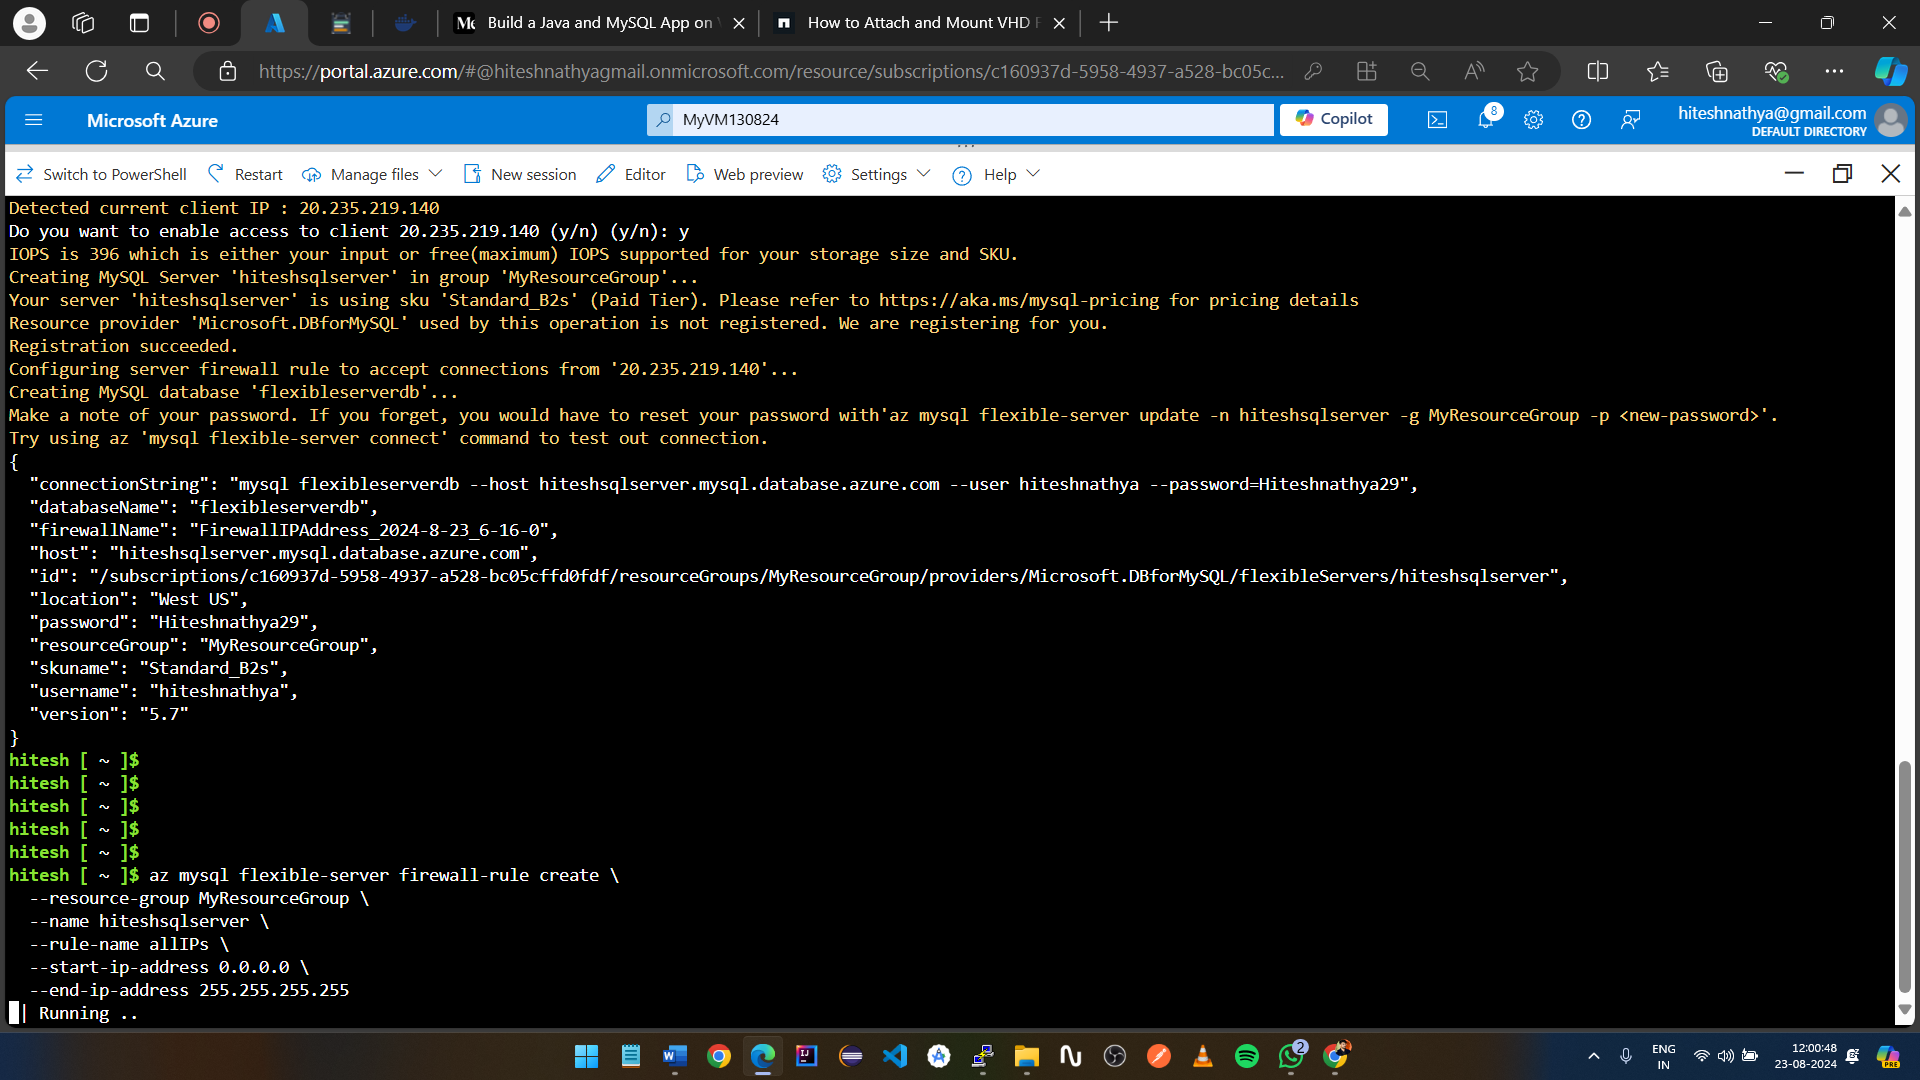 Build a Java and MySQL App on
How to Attach and Mount VHD F
https://portal.azure.com/#@hiteshnathyagmail.onmicrosoft.com/resource/subscriptions/c160937d-5958-4937-a528-bc05c...
Microsoft Azure
MyVM130824
Copilot
8
hiteshnathya@gmail.com
DEFAULT DIRECTORY
Switch to PowerShell
Restart
Manage files
New session
Editor
Web preview
Settings
Help
Detected current client IP : 20.235.219.140
Do you want to enable access to client 20.235.219.140 (y/n) (y/n): y
IOPS is 396 which is either your input or free(maximum) IOPS supported for your storage size and SKU.
Creating MySQL Server 'hiteshsqlserver' in group 'MyResourceGroup'...
Your server 'hiteshsqlserver' is using sku 'Standard_B2s' (Paid Tier). Please refer to https://aka.ms/mysql-pricing for pricing details
Resource provider 'Microsoft.DBforMySQL' used by this operation is not registered. We are registering for you.
Registration succeeded.
Configuring server firewall rule to accept connections from '20.235.219.140'...
Creating MySQL database 'flexibleserverdb'...
Make a note of your password. If you forget, you would have to reset your password with'az mysql flexible-server update -n hiteshsqlserver -g MyResourceGroup -p <new-password>'.
Try using az 'mysql flexible-server connect' command to test out connection.
{
  "connectionString": "mysql flexibleserverdb --host hiteshsqlserver.mysql.database.azure.com --user hiteshnathya --password=Hiteshnathya29",
  "databaseName": "flexibleserverdb",
  "firewallName": "FirewallIPAddress_2024-8-23_6-16-0",
  "host": "hiteshsqlserver.mysql.database.azure.com",
  "id": "/subscriptions/c160937d-5958-4937-a528-bc05cffd0fdf/resourceGroups/MyResourceGroup/providers/Microsoft.DBforMySQL/flexibleServers/hiteshsqlserver",
  "location": "West US",
  "password": "Hiteshnathya29",
  "resourceGroup": "MyResourceGroup",
  "skuname": "Standard_B2s",
  "username": "hiteshnathya",
  "version": "5.7"
}
hitesh [ ~ ]$
hitesh [ ~ ]$
hitesh [ ~ ]$
hitesh [ ~ ]$
hitesh [ ~ ]$
hitesh [ ~ ]$ az mysql flexible-server firewall-rule create \
  --resource-group MyResourceGroup \
  --name hiteshsqlserver \
  --rule-name allIPs \
  --start-ip-address 0.0.0.0 \
  --end-ip-address 255.255.255.255
| Running ..
2
ENG
IN
12:00:48
23-08-2024